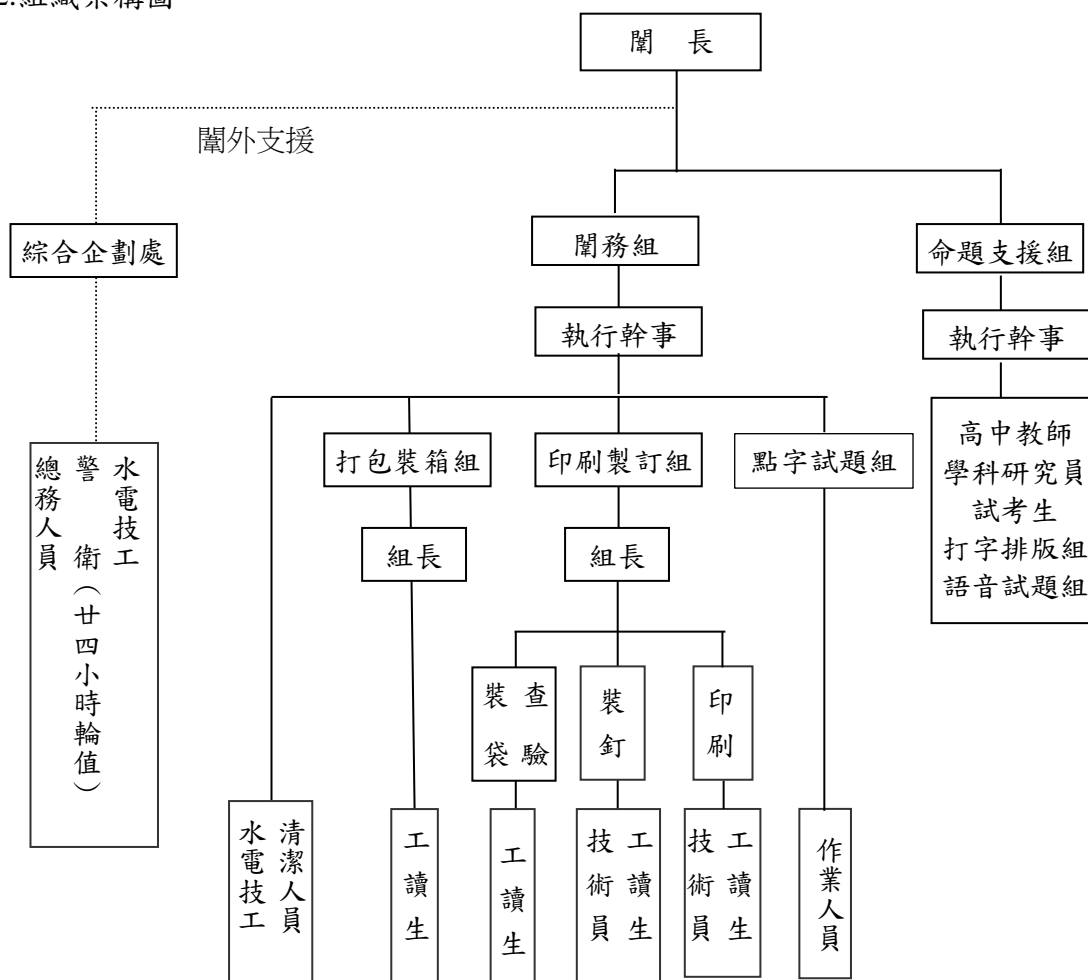 2.組織架構圖
闈 長
闈外支援
綜合企劃處
闈務組
命題支援組
執行幹事
執行幹事
打包裝箱組
印刷製訂組
點字試題組
高中教師
學科研究員
試考生
打字排版組
語音試題組
水電技工
警 衛(廿四小時輪值)
總務人員
組長
組長
查驗
裝袋
裝釘
印刷
清潔人員
水電技工
工讀生
工讀生
工讀生
技術員
工讀生
技術員
作業人員